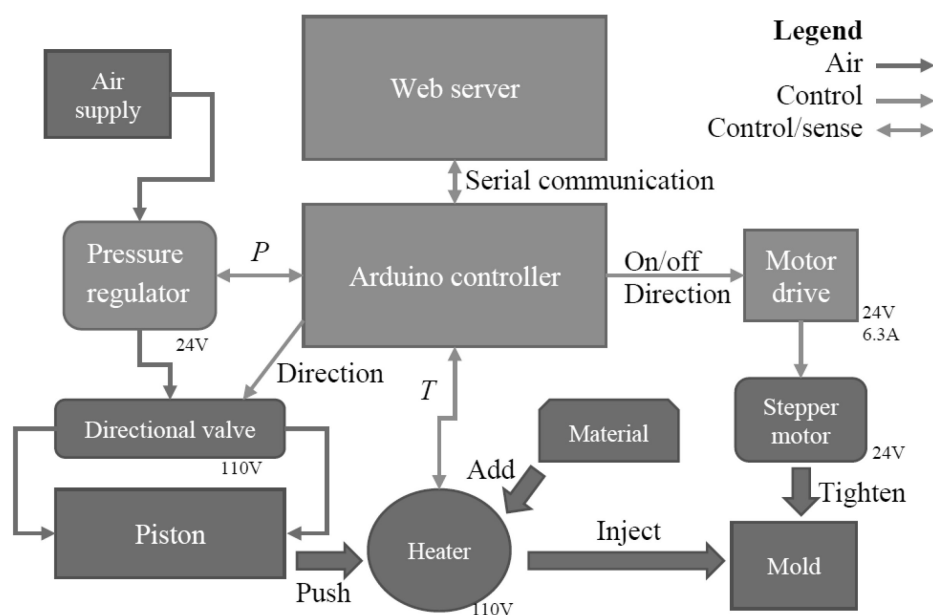 Legend
Air
Control
Control/sense
Air
supply
Web server
Serial communication
Pressure
regulator
24V
P
Arduino controller
On/off
Direction
Motor
drive
24V
6.3A
Direction
T
Directional valve
110V
Material
Stepper
motor
24V
Add
Tighten
Piston
Push
Heater
110V
Inject
Mold